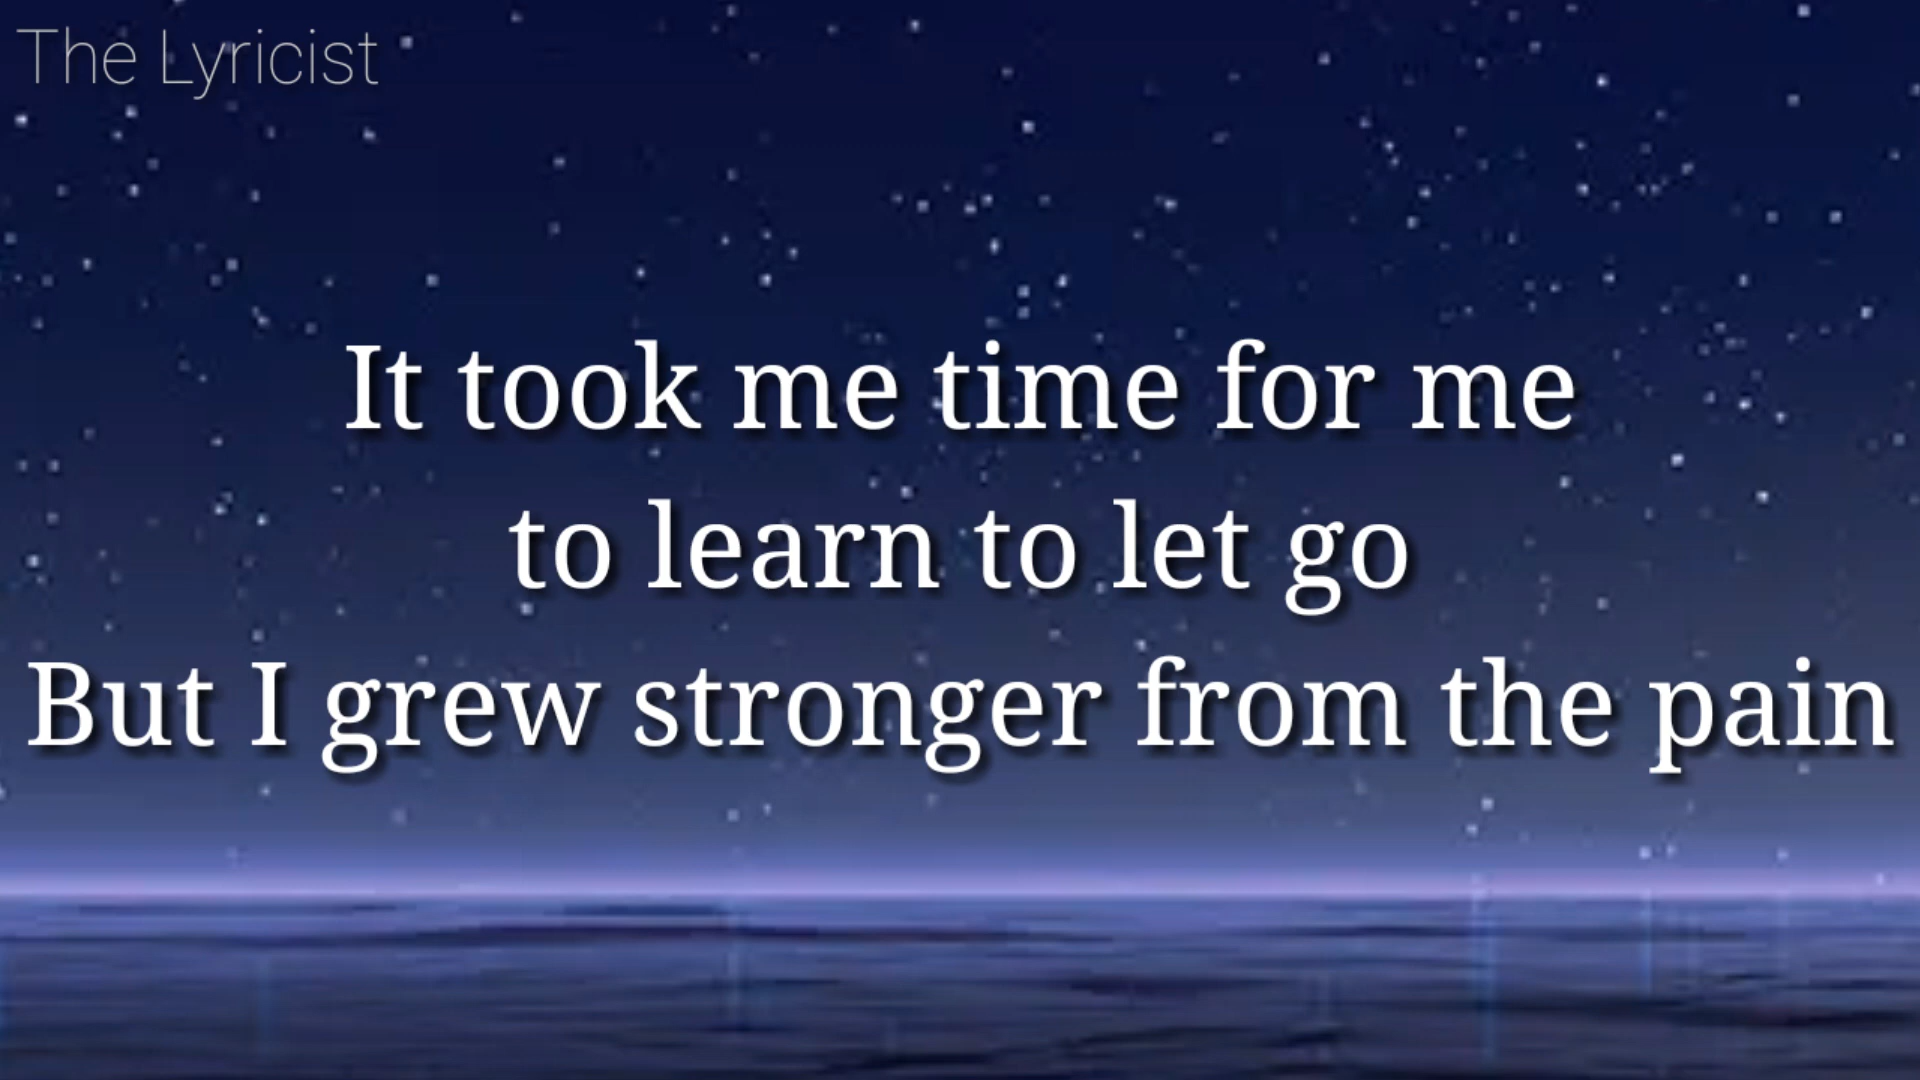 The Lyricist
It took me time for me
to learn to let go
But I grew stronger from the pain